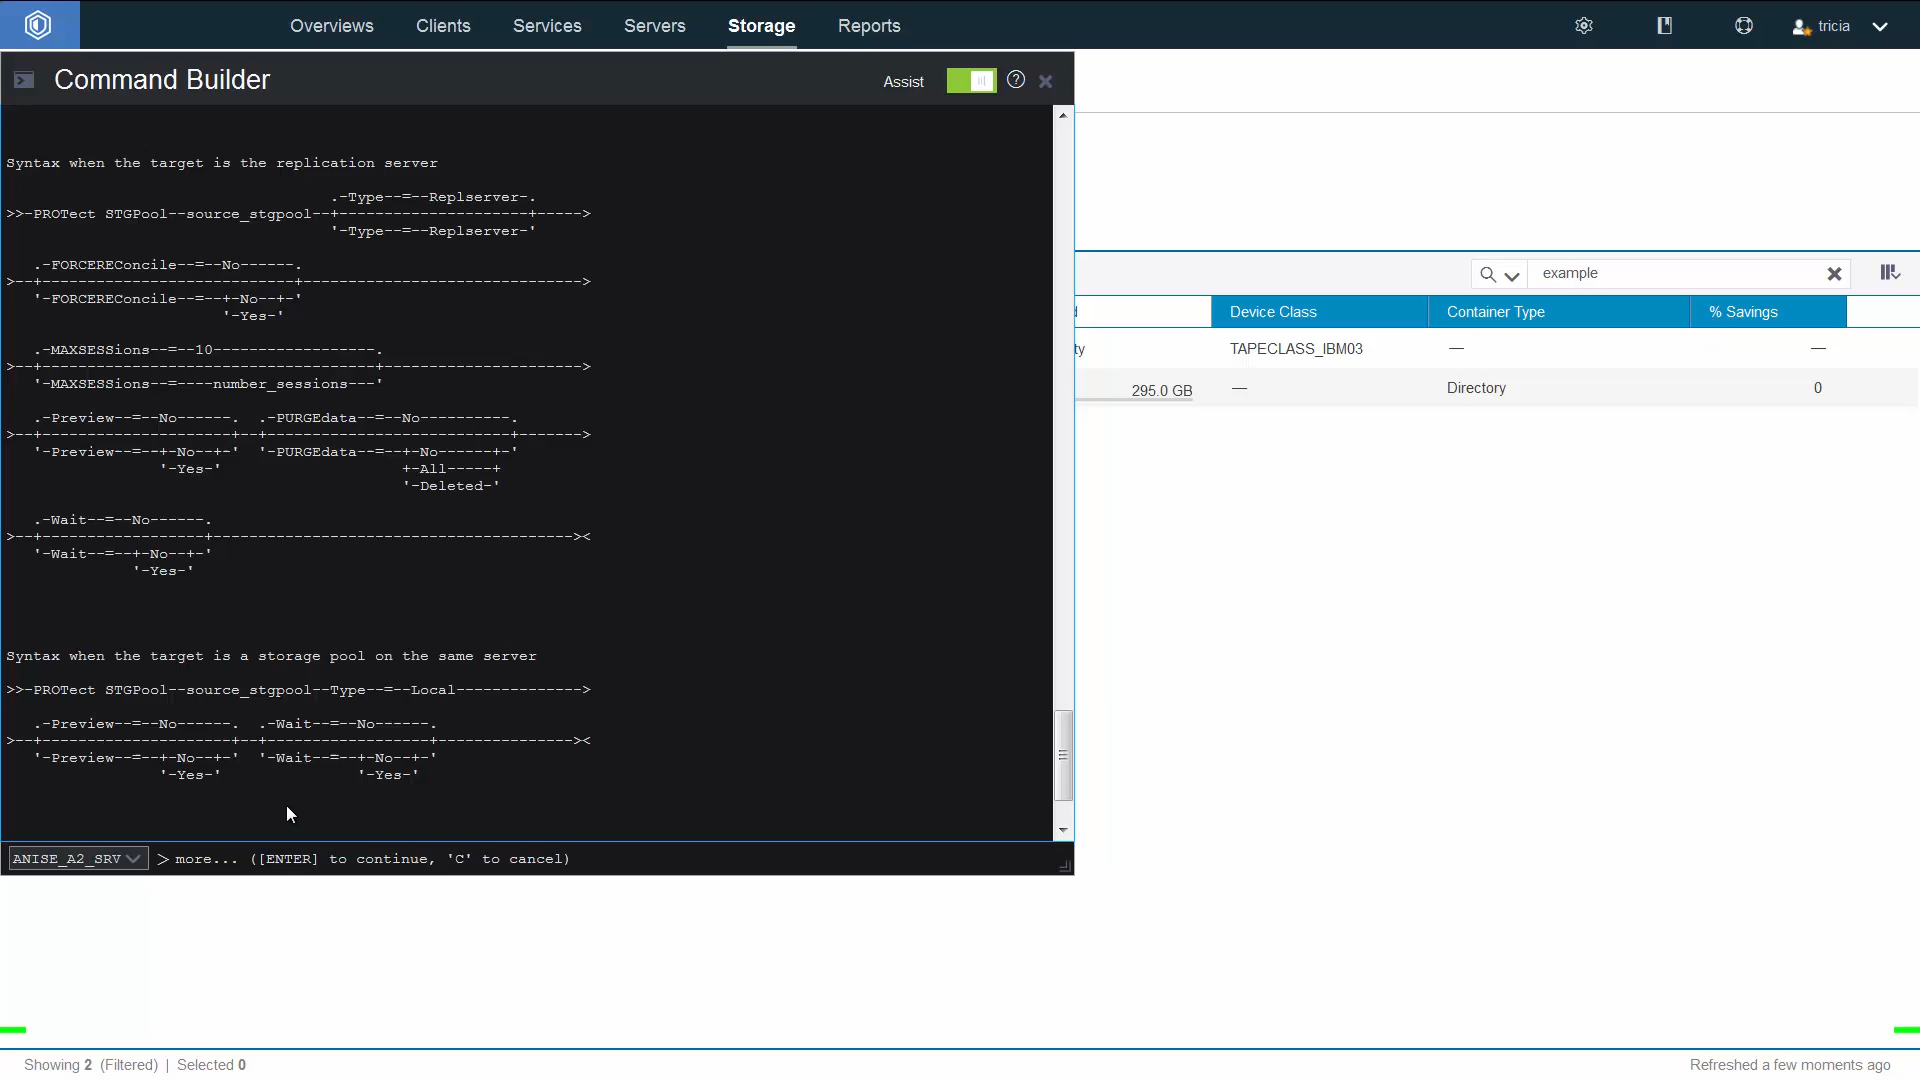 Overviews Clients Services Servers Storage Reports tricia
Command Builder Assist
Syntax when the target is the replication server
.-Type--=--Replserver-.
>>-PROTect STGPool--source_stgpool--+---------------------+----->
'-Type--=--Replserver-'
.-FORCEREConcile--=--No------.
>--+----------------------------+------------------------------->
'-FORCEREConcile--=--+-No--+-'
'-Yes-'
.-MAXSESSions--=--10------------------.
>--+-------------------------------------+---------------------->
'-MAXSESSions--=----number_sessions---'
.-Preview--=--No------. .-PURGEdata--=--No----------.
>--+---------------------+--+---------------------------+------->
'-Preview--=--+-No--+-' '-PURGEdata--=--+-No------+-'
'-Yes-' +-All-----+
'-Deleted-'
.-Wait--=--No------.
>--+------------------+----------------------------------------><
'-Wait--=--+-No--+-'
'-Yes-'
Syntax when the target is a storage pool on the same server
>>-PROTect STGPool--source_stgpool--Type--=--Local-------------->
.-Preview--=--No------. .-Wait--=--No------.
>--+---------------------+--+------------------+---------------><
'-Preview--=--+-No--+-' '-Wait--=--+-No--+-'
'-Yes-' '-Yes-'
ANISE_A2_SRV > more... ([ENTER] to continue, 'C' to cancel)
example
Device Class Container Type % Savings
ty TAPECLASS_IBM03 — —
295.0 GB — Directory 0
Showing 2 (Filtered) | Selected 0
Refreshed a few moments ago